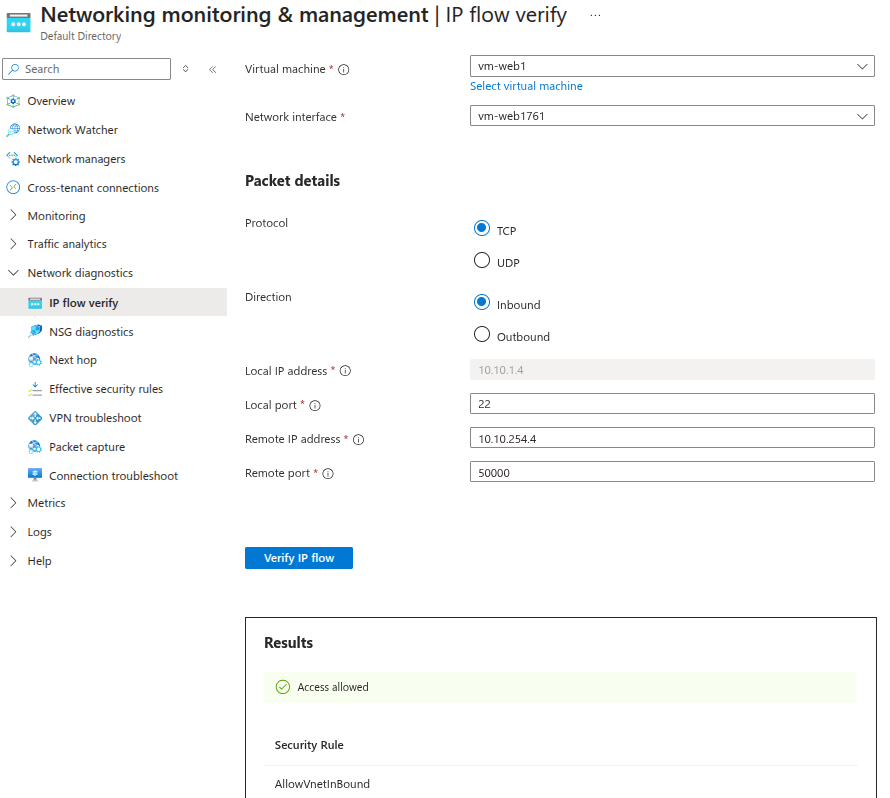 Networking monitoring & management | IP flow verify ...
Default Directory
Search
Overview
Network Watcher
Network managers
Cross-tenant connections
Monitoring
Traffic analytics
Network diagnostics
IP flow verify
NSG diagnostics
Next hop
Effective security rules
VPN troubleshoot
Packet capture
Connection troubleshoot
Metrics
Logs
Help
Virtual machine *
vm-web1
Select virtual machine
Network interface *
vm-web1761
Packet details
Protocol
TCP
UDP
Direction
Inbound
Outbound
Local IP address *
10.10.1.4
Local port *
22
Remote IP address *
10.10.254.4
Remote port *
50000
Verify IP flow
Results
Access allowed
Security Rule
AllowVnetInBound